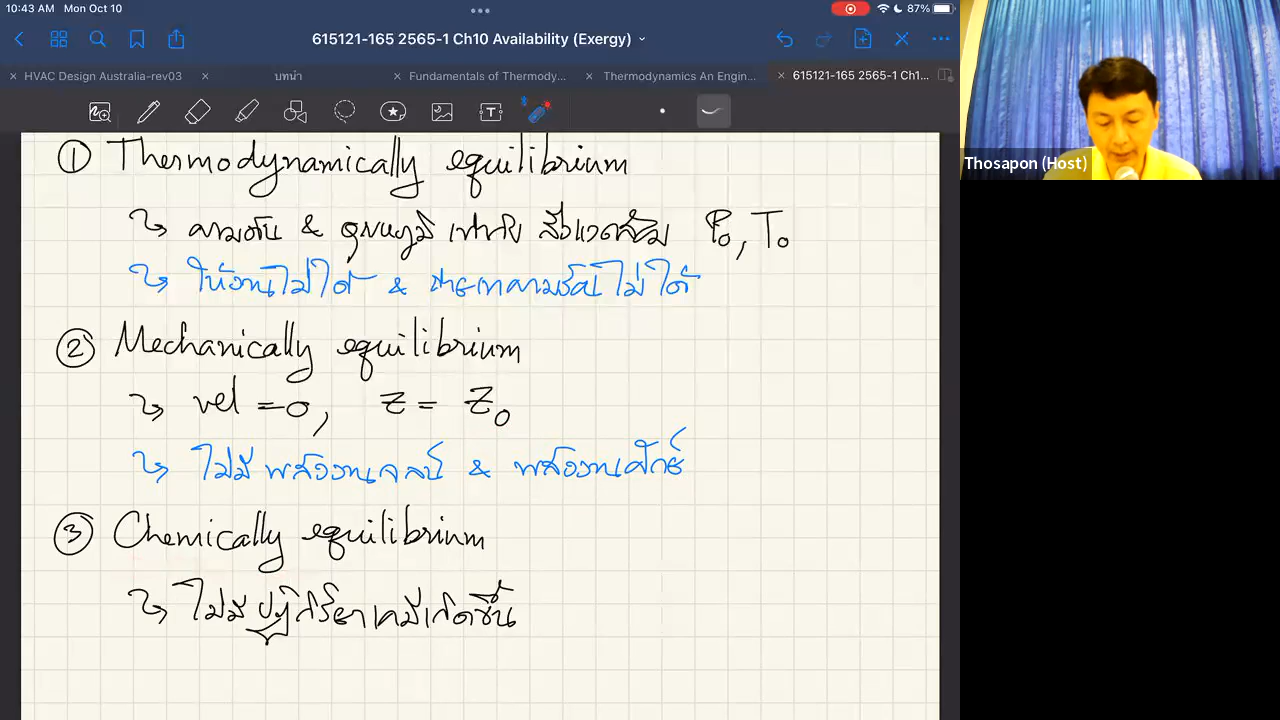 10:43 AM Mon Oct 10
87%
615121-165 2565-1 Ch10 Availability (Exergy)
HVAC Design Australia-rev03
บทนำ
Fundamentals of Thermody...
Thermodynamics An Engin...
615121-165 2565-1 Ch1...
Thosapon (Host)
① Thermodynamically equilibrium
ความดัน & อุณหภูมิ เท่ากับ สิ่งแวดล้อม P₀, T₀
ให้งานไม่ได้ & ถ่ายเทความร้อนไม่ได้
② Mechanically equilibrium
vel = 0, Z = Z₀
ไม่มี พลังงานจลน์ & พลังงานศักย์
③ Chemically equilibrium
ไม่มี ปฏิกิริยาเคมีเกิดขึ้น